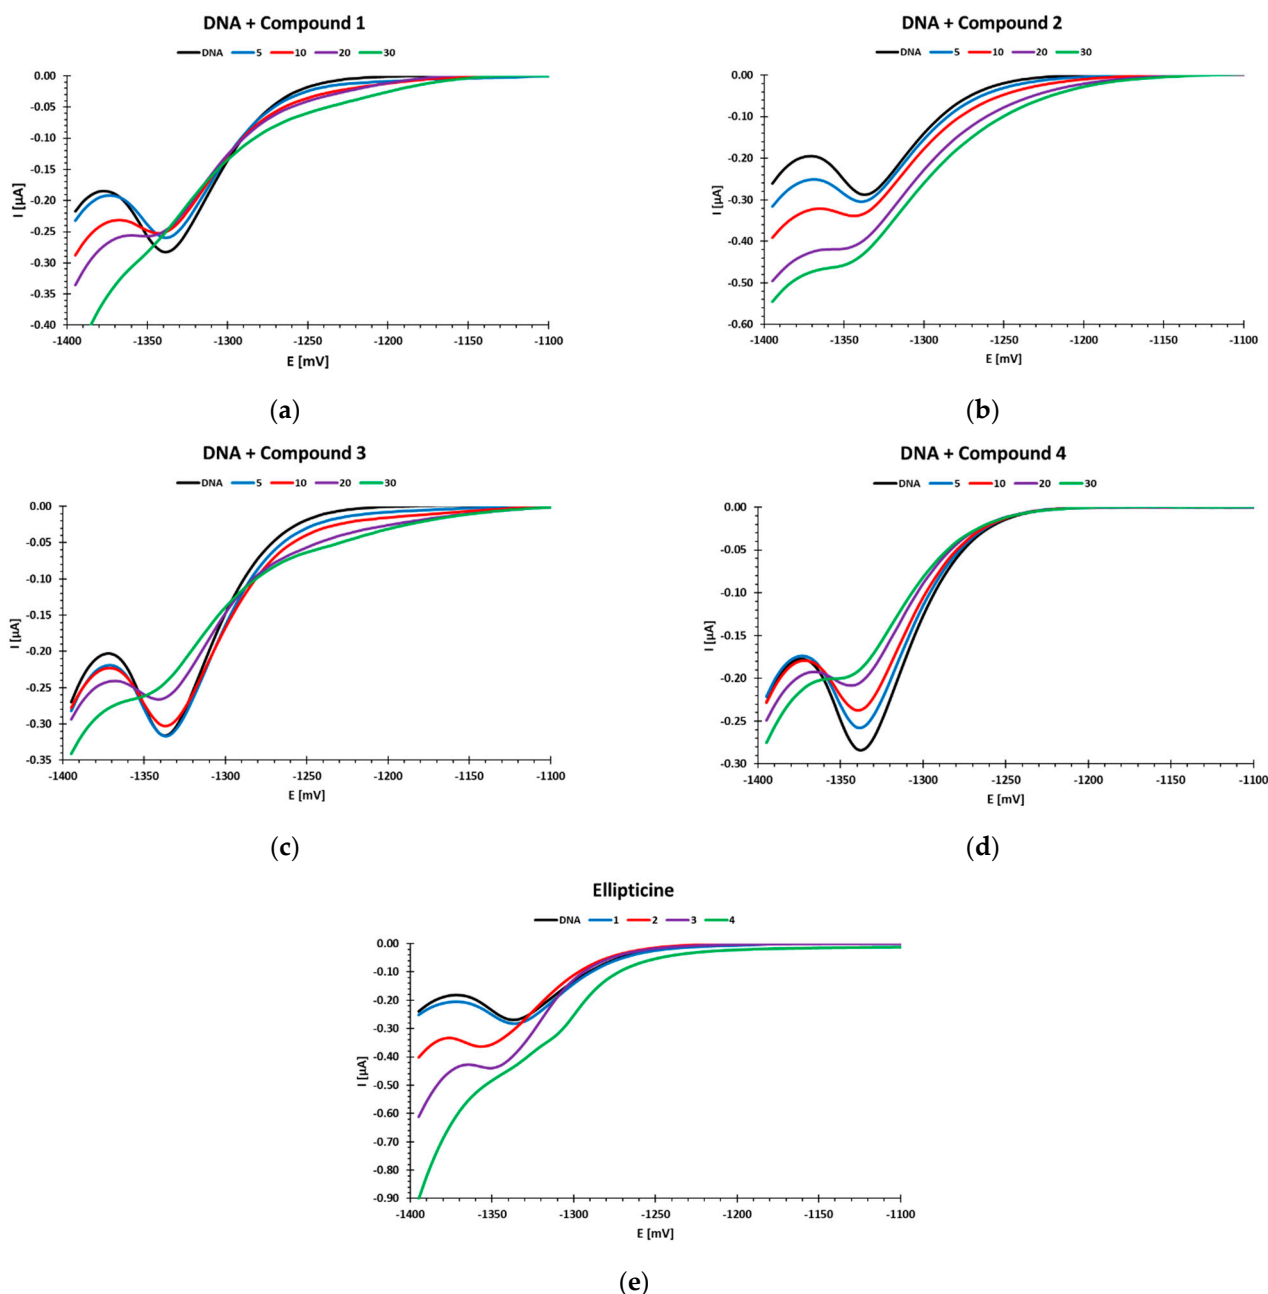 DNA + Compound 1
DNA 5 10 20 30
0.00
-0.05
-0.10
-0.15
-0.20
-0.25
-0.30
-0.35
-0.40
I [µA]
-1400 -1350 -1300 -1250 -1200 -1150 -1100
E [mV]
(a)
DNA + Compound 2
DNA 5 10 20 30
0.00
-0.10
-0.20
-0.30
-0.40
-0.50
-0.60
I [µA]
-1400 -1350 -1300 -1250 -1200 -1150 -1100
E [mV]
(b)
DNA + Compound 3
DNA 5 10 20 30
0.00
-0.05
-0.10
-0.15
-0.20
-0.25
-0.30
-0.35
I [µA]
-1400 -1350 -1300 -1250 -1200 -1150 -1100
E [mV]
(c)
DNA + Compound 4
DNA 5 10 20 30
0.00
-0.05
-0.10
-0.15
-0.20
-0.25
-0.30
I [µA]
-1400 -1350 -1300 -1250 -1200 -1150 -1100
E [mV]
(d)
Ellipticine
DNA 1 2 3 4
0.00
-0.10
-0.20
-0.30
-0.40
-0.50
-0.60
-0.70
-0.80
-0.90
I [µA]
-1400 -1350 -1300 -1250 -1200 -1150 -1100
E [mV]
(e)